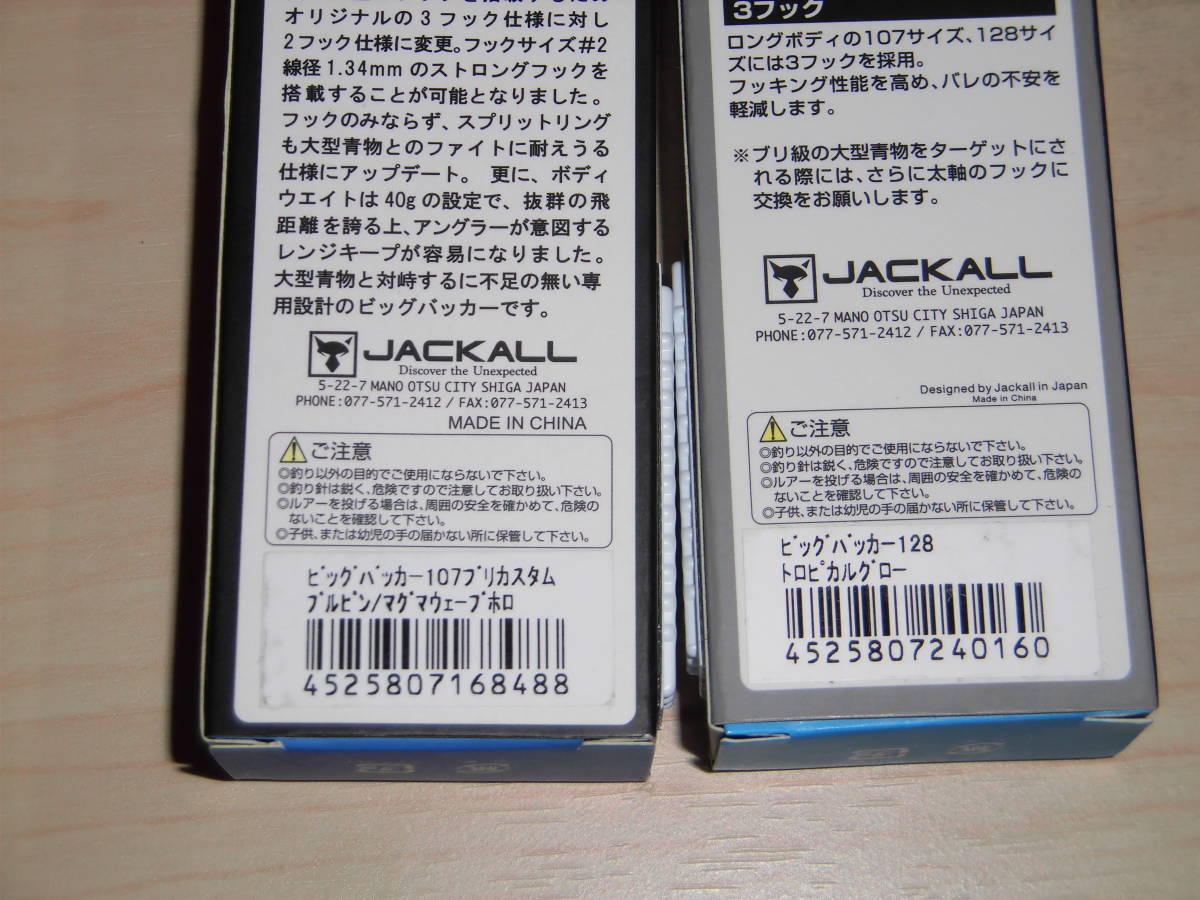 オリジナルの3フック仕様に対し
2フック仕様に変更。フックサイズ#2
線径1.34mmのストロングフックを
搭載することが可能となりました。
フックのみならず、スプリットリング
も大型青物とのファイトに耐えうる
仕様にアップデート。 更に、ボディ
ウエイトは40gの設定で、抜群の飛
距離を誇る上、アングラーが意図する
レンジキープが容易になりました。
大型青物と対峙するに不足の無い専
用設計のビッグバッカーです。
JACKALL
Discover the Unexpected
5-22-7 MANO OTSU CITY SHIGA JAPAN
PHONE:077-571-2412 / FAX:077-571-2413
MADE IN CHINA
ご注意
◎釣り以外の目的でご使用にならないで下さい。
◎釣り針は鋭く、危険ですので注意してお取り扱い下さい。
◎ルアーを投げる場合は、周囲の安全を確かめて、危険の
ないことを確認して下さい。
◎子供、または幼児の手の届かない所に保管して下さい。
ﾋﾞｯｸﾞﾊﾞｯｶｰ107ﾌﾞﾘｶｽﾀﾑ
ﾌﾞﾙﾋﾟﾝ/ﾏｸﾞﾏｳｪｰﾌﾞﾎﾛ
4525807168488
3フック
ロングボディの107サイズ、128サイ
ズには3フックを採用。
フッキング性能を高め、バレの不安を
軽減します。
※ブリ級の大型青物をターゲットにさ
れる際には、さらに太軸のフックに
交換をお願いします。
JACKALL
Discover the Unexpected
5-22-7 MANO OTSU CITY SHIGA JAPAN
PHONE:077-571-2412 / FAX:077-571-2413
Designed by Jackall in Japan
Made in China
ご注意
◎釣り以外の目的でご使用にならないで下さい。
◎釣り針は鋭く、危険ですので注意してお取り扱い下さい。
◎ルアーを投げる場合は、周囲の安全を確かめて、危険の
ないことを確認して下さい。
◎子供、または幼児の手の届かない所に保管して下さい。
ﾋﾞｯｸﾞﾊﾞｯｶｰ128
ﾄﾛﾋﾟｶﾙｸﾞﾛｰ
4525807240160